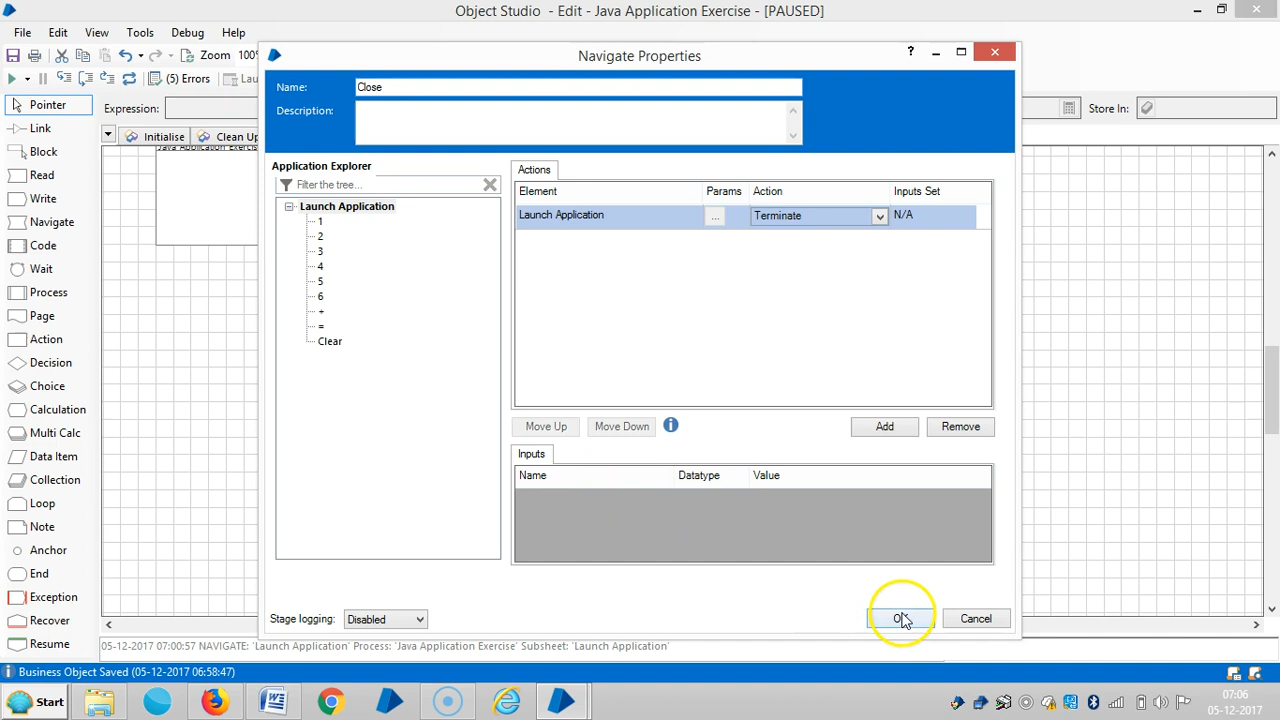 Object Studio - Edit - Java Application Exercise - [PAUSED]
File Edit View Tools Debug Help
Zoom 100%
(5) Errors
Expression:
Store In:
Initialise
Clean Up
Java Application Exercise
Pointer
Link
Block
Read
Write
Navigate
Code
Wait
Process
Page
Action
Decision
Choice
Calculation
Multi Calc
Data Item
Collection
Loop
Note
Anchor
End
Exception
Recover
Resume
Navigate Properties
?
Name: Close
Description:
Application Explorer
Filter the tree...
Launch Application
1
2
3
4
5
6
+
=
Clear
Actions
Element Params Action Inputs Set
Launch Application ... Terminate N/A
Move Up Move Down i Add Remove
Inputs
Name Datatype Value
Stage logging: Disabled
Cancel
05-12-2017 07:00:57 NAVIGATE: 'Launch Application' Process: 'Java Application Exercise' Subsheet: 'Launch Application'
Business Object Saved (05-12-2017 06:58:47)
Start
07:06
05-12-2017